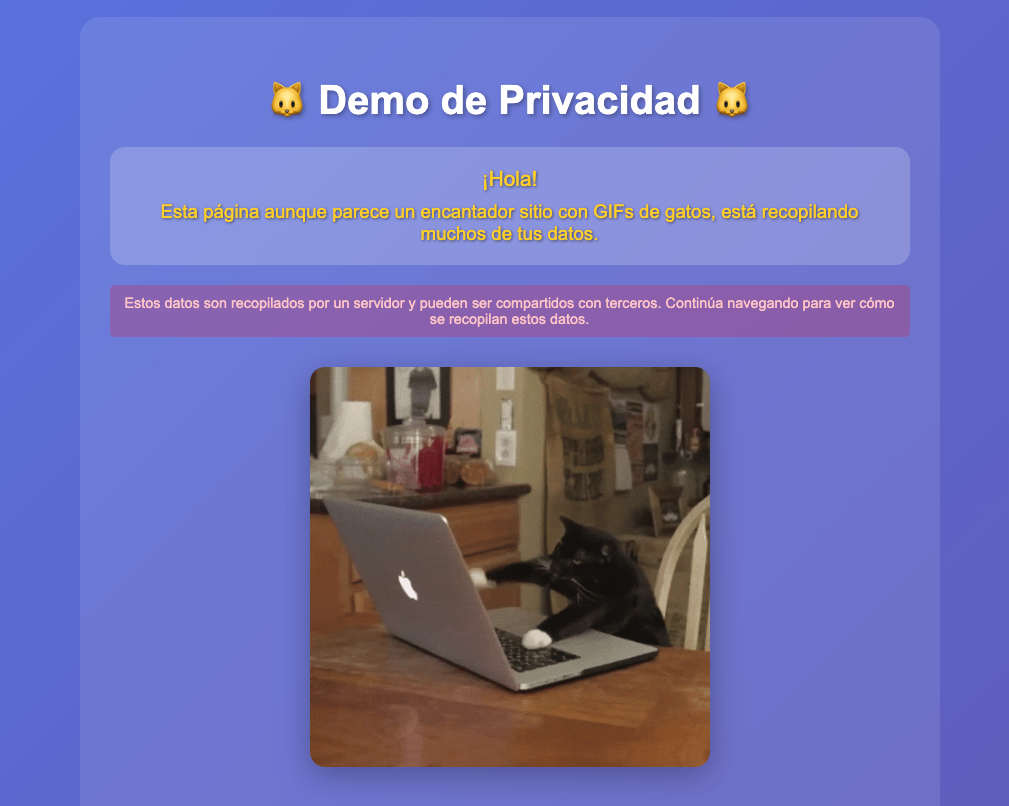 🐱 Demo de Privacidad 🐱
¡Hola!
Esta página aunque parece un encantador sitio con GIFs de gatos, está recopilando
muchos de tus datos.
Estos datos son recopilados por un servidor y pueden ser compartidos con terceros. Continúa navegando para ver cómo
se recopilan estos datos.